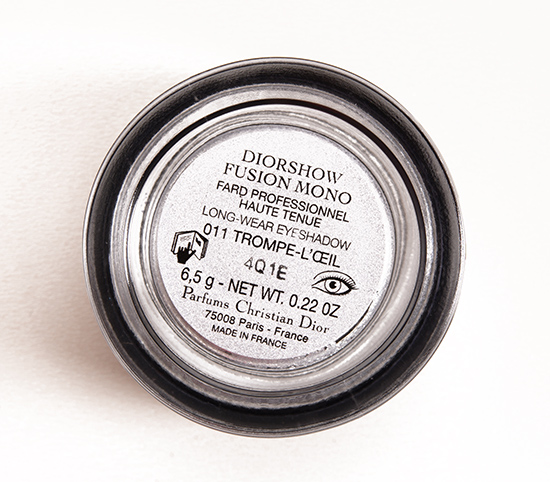 DIORSHOW
FUSION MONO
FARD PROFESSIONNEL
HAUTE TENUE
LONG-WEAR EYESHADOW
011 TROMPE-L'ŒIL
4Q1E
6,5 g - NET WT. 0.22 OZ
Parfums Christian Dior
75008 Paris - France
MADE IN FRANCE